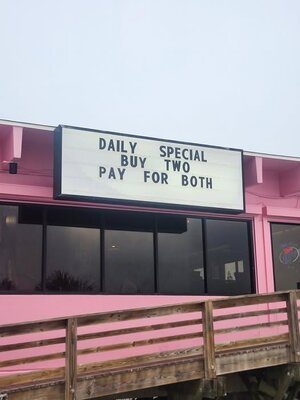 DAILY SPECIAL
BUY TWO
PAY FOR BOTH
A